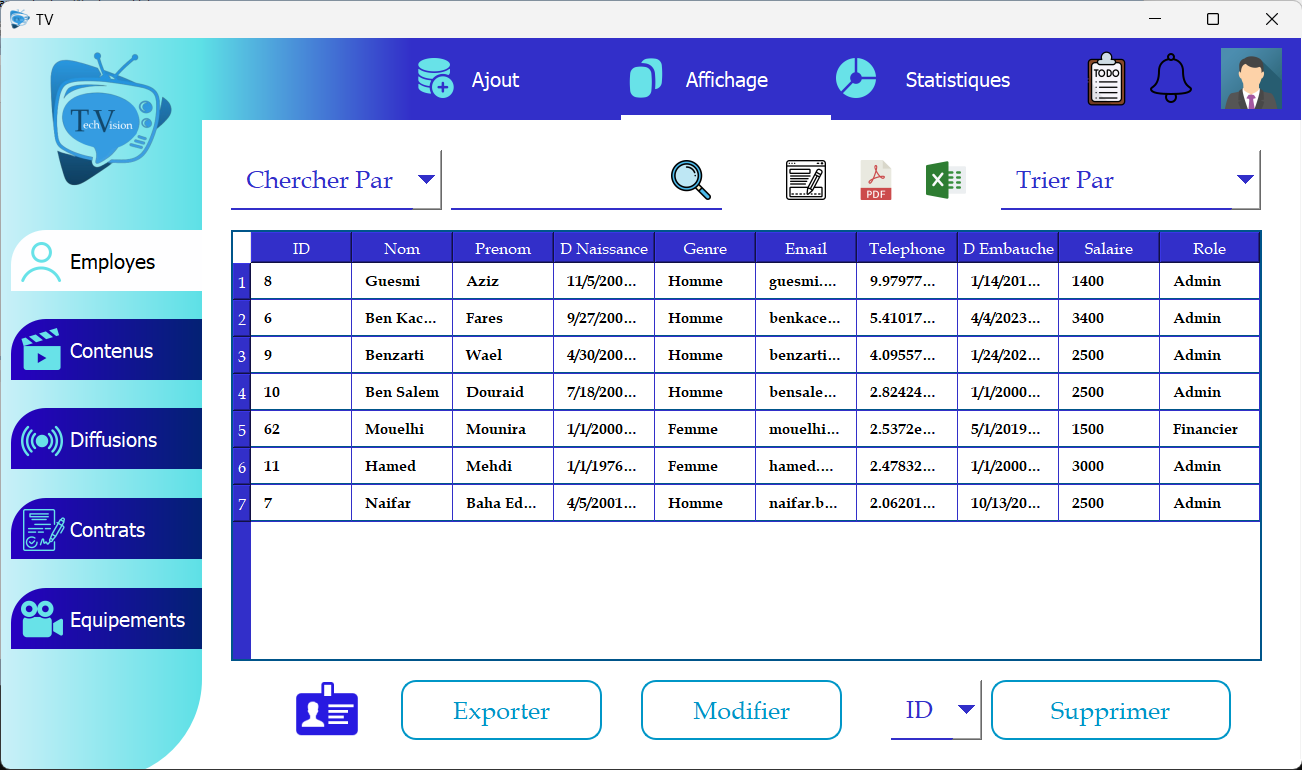 TV
TechVision
Ajout
Affichage
Statistiques
TODO
Employes
Contenus
Diffusions
Contrats
Equipements
Chercher Par
PDF
X
Trier Par
ID Nom Prenom D Naissance Genre Email Telephone D Embauche Salaire Role
1 8 Guesmi Aziz 11/5/200... Homme guesmi.... 9.97977... 1/14/201... 1400 Admin
2 6 Ben Kac... Fares 9/27/200... Homme benkace... 5.41017... 4/4/2023... 3400 Admin
3 9 Benzarti Wael 4/30/200... Homme benzarti... 4.09557... 1/24/202... 2500 Admin
4 10 Ben Salem Douraid 7/18/200... Homme bensale... 2.82424... 1/1/2000... 2500 Admin
5 62 Mouelhi Mounira 1/1/2000... Femme mouelhi... 2.5372e... 5/1/2019... 1500 Financier
6 11 Hamed Mehdi 1/1/1976... Femme hamed.... 2.47832... 1/1/2000... 3000 Admin
7 7 Naifar Baha Ed... 4/5/2001... Homme naifar.b... 2.06201... 10/13/20... 2500 Admin
Exporter
Modifier
ID
Supprimer